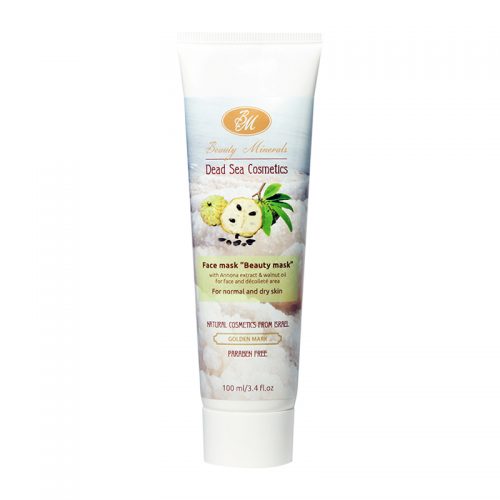 BM
Beauty Minerals
Dead Sea Cosmetics
Face mask "Beauty mask"
with Annona extract & walnut oil
for face and décolleté area
For normal and dry skin
NATURAL COSMETICS FROM ISRAEL
GOLDEN MARK
PARABEN FREE
100 ml/3.4 fl.oz